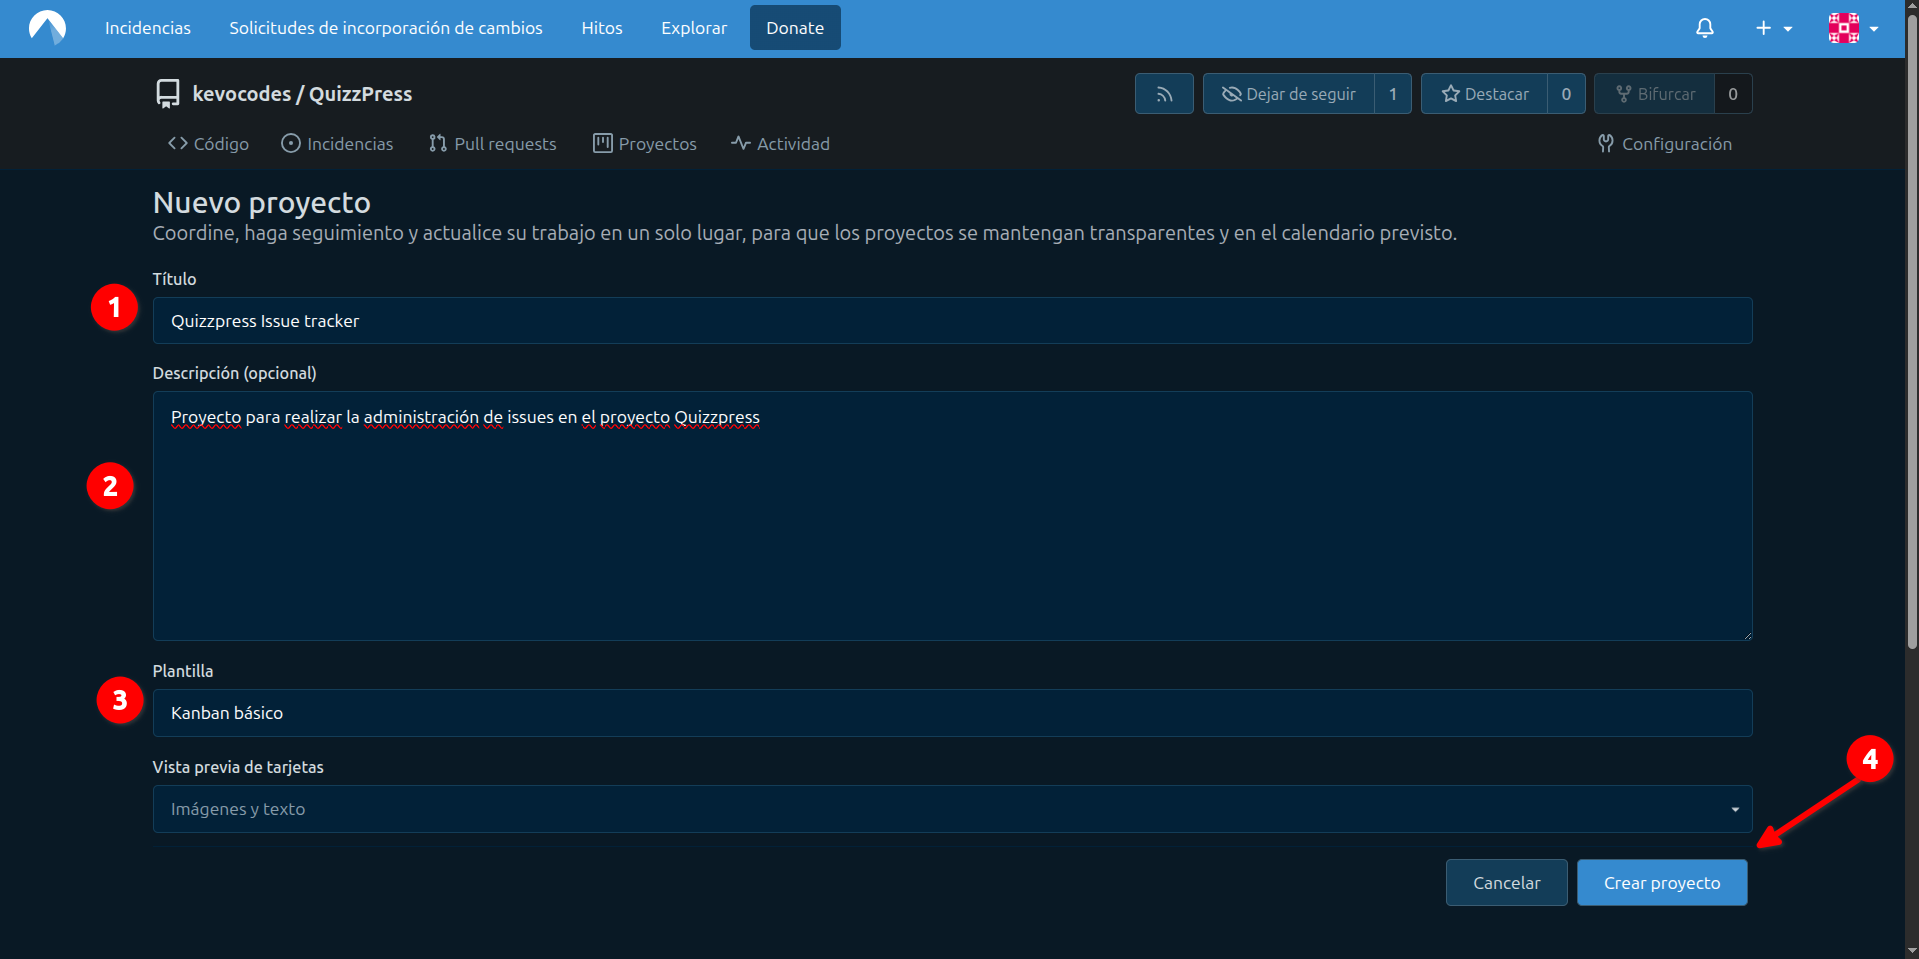 Incidencias Solicitudes de incorporación de cambios Hitos Explorar Donate
kevocodes / QuizzPress Dejar de seguir 1 Destacar 0 Bifurcar 0
Código Incidencias Pull requests Proyectos Actividad Configuración
Nuevo proyecto
Coordine, haga seguimiento y actualice su trabajo en un solo lugar, para que los proyectos se mantengan transparentes y en el calendario previsto.
Título
1
Quizzpress Issue tracker
Descripción (opcional)
Proyecto para realizar la administración de issues en el proyecto Quizzpress
2
Plantilla
3
Kanban básico
Vista previa de tarjetas
4
Imágenes y texto
Cancelar Crear proyecto